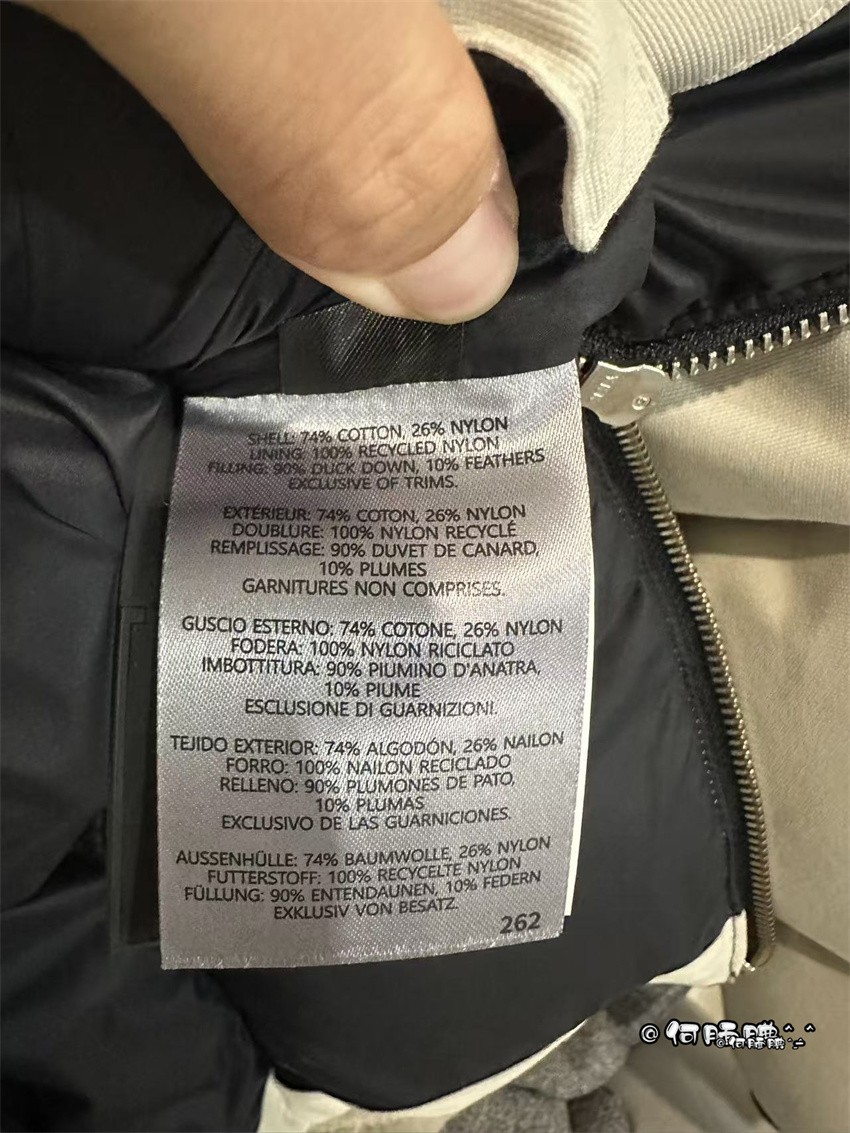 SHELL: 74% COTTON, 26% NYLON
LINING: 100% RECYCLED NYLON
FILLING: 90% DUCK DOWN, 10% FEATHERS
EXCLUSIVE OF TRIMS.
EXTÉRIEUR: 74% COTON, 26% NYLON
DOUBLURE: 100% NYLON RECYCLÉ
REMPLISSAGE: 90% DUVET DE CANARD,
10% PLUMES
GARNITURES NON COMPRISES.
GUSCIO ESTERNO: 74% COTONE, 26% NYLON
FODERA: 100% NYLON RICICLATO
IMBOTTITURA: 90% PIUMINO D'ANATRA,
10% PIUME
ESCLUSIONE DI GUARNIZIONI.
TEJIDO EXTERIOR: 74% ALGODÓN, 26% NAILON
FORRO: 100% NAILON RECICLADO
RELLENO: 90% PLUMONES DE PATO,
10% PLUMAS
EXCLUSIVO DE LAS GUARNICIONES.
AUSSENHÜLLE: 74% BAUMWOLLE, 26% NYLON
FUTTERSTOFF: 100% RECYCELTE NYLON
FÜLLUNG: 90% ENTENDAUNEN, 10% FEDERN
EXKLUSIV VON BESATZ.
262